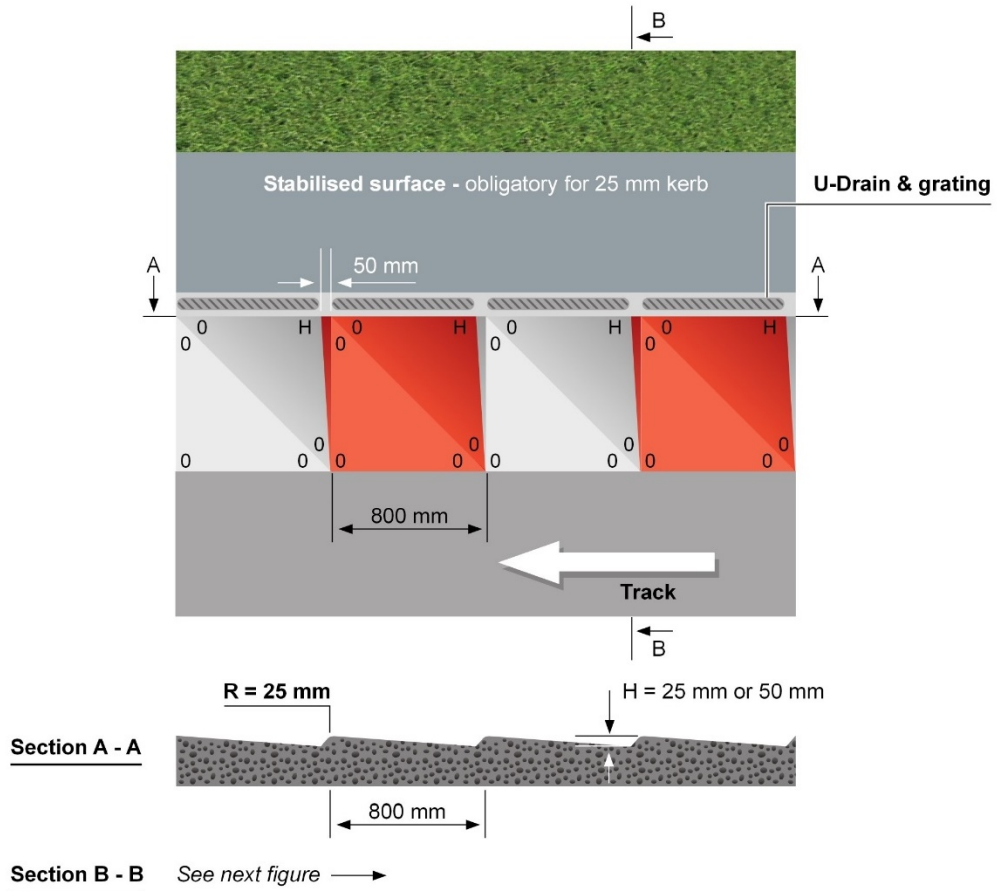 B
Stabilised surface - obligatory for 25 mm kerb
U-Drain & grating
A
50 mm
A
0 H 0 H 0 H 0 H
0 0 0 0
0 0 0 0
0 0 0 0 0 0 0 0
800 mm
Track
B
R = 25 mm
H = 25 mm or 50 mm
Section A - A
800 mm
Section B - B See next figure